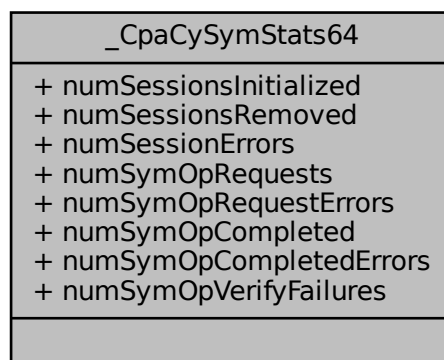 _CpaCySymStats64
+ numSessionsInitialized
+ numSessionsRemoved
+ numSessionErrors
+ numSymOpRequests
+ numSymOpRequestErrors
+ numSymOpCompleted
+ numSymOpCompletedErrors
+ numSymOpVerifyFailures